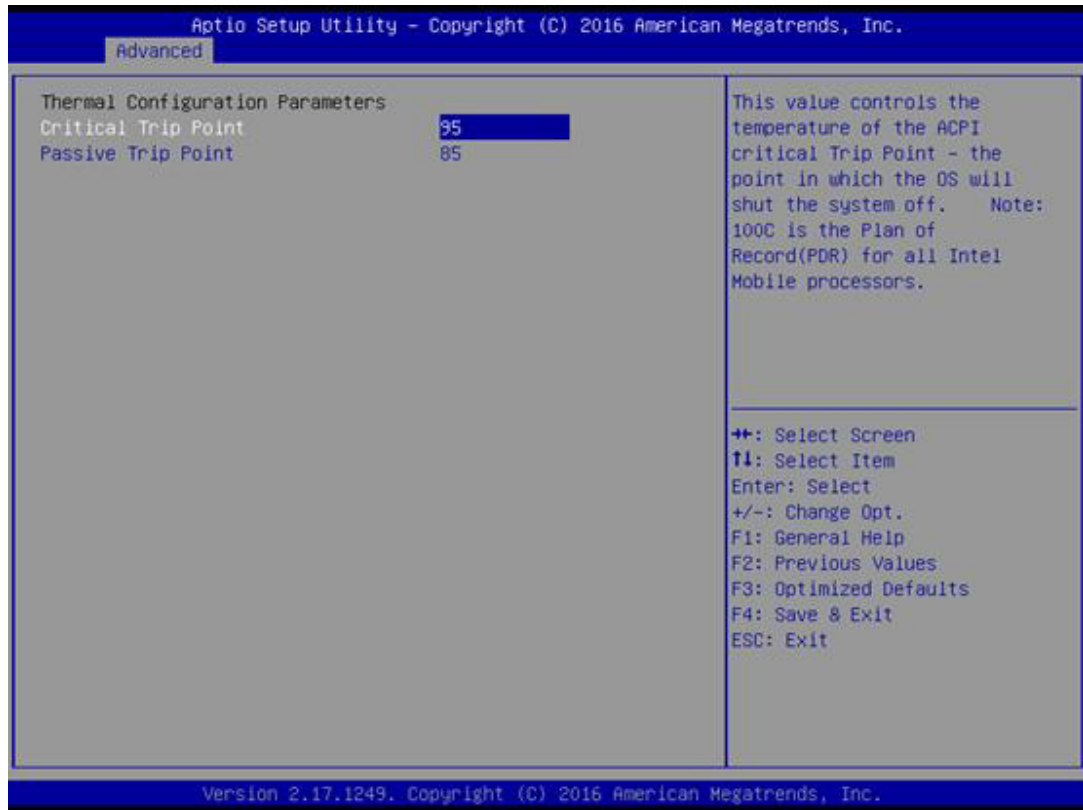 Aptio Setup Utility – Copyright (C) 2016 American Megatrends, Inc.
Advanced
Thermal Configuration Parameters
Critical Trip Point 95
Passive Trip Point 85
This value controls the
temperature of the ACPI
critical Trip Point – the
point in which the OS will
shut the system off. Note:
100C is the Plan of
Record(POR) for all Intel
Mobile processors.
→←: Select Screen
↑↓: Select Item
Enter: Select
+/-: Change Opt.
F1: General Help
F2: Previous Values
F3: Optimized Defaults
F4: Save & Exit
ESC: Exit
Version 2.17.1249. Copyright (C) 2016 American Megatrends, Inc.